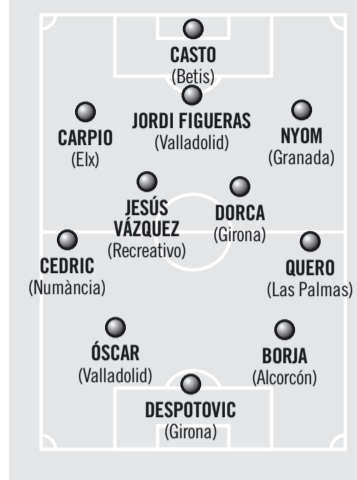 CASTO
(Betis)
JORDI FIGUERAS
(Valladolid)
CARPIO
(Elx)
NYOM
(Granada)
JESÚS
VÁZQUEZ
(Recreativo)
DORCA
(Girona)
CEDRIC
(Numància)
QUERO
(Las Palmas)
ÓSCAR
(Valladolid)
BORJA
(Alcorcón)
DESPOTOVIC
(Girona)